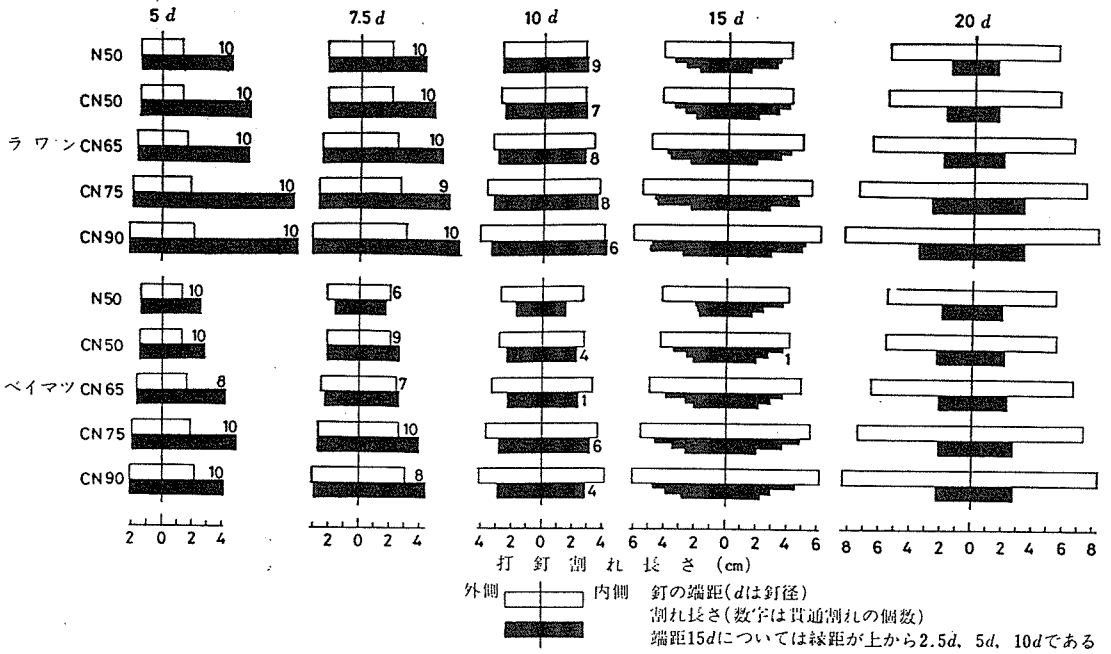 5 d 7.5 d 10 d 15 d 20 d
N50 10 10 9
CN50 10 10 7
ラワン CN65 10 10 8
CN75 10 9 8
CN90 10 10 6
N50 10 6
CN50 10 9 4 1
ベイマツ CN65 8 7 1
CN75 10 10 6
CN90 10 8 4
2 0 2 4 2 0 2 4 4 2 0 2 4 6 4 2 0 2 4 6 8 6 4 2 0 2 4 6 8
打釘割れ長さ (cm)
外側 内側 釘の端距(dは釘径)
割れ長さ(数字は貫通割れの個数)
端距15dについては縁距が上から2.5d, 5d, 10dである